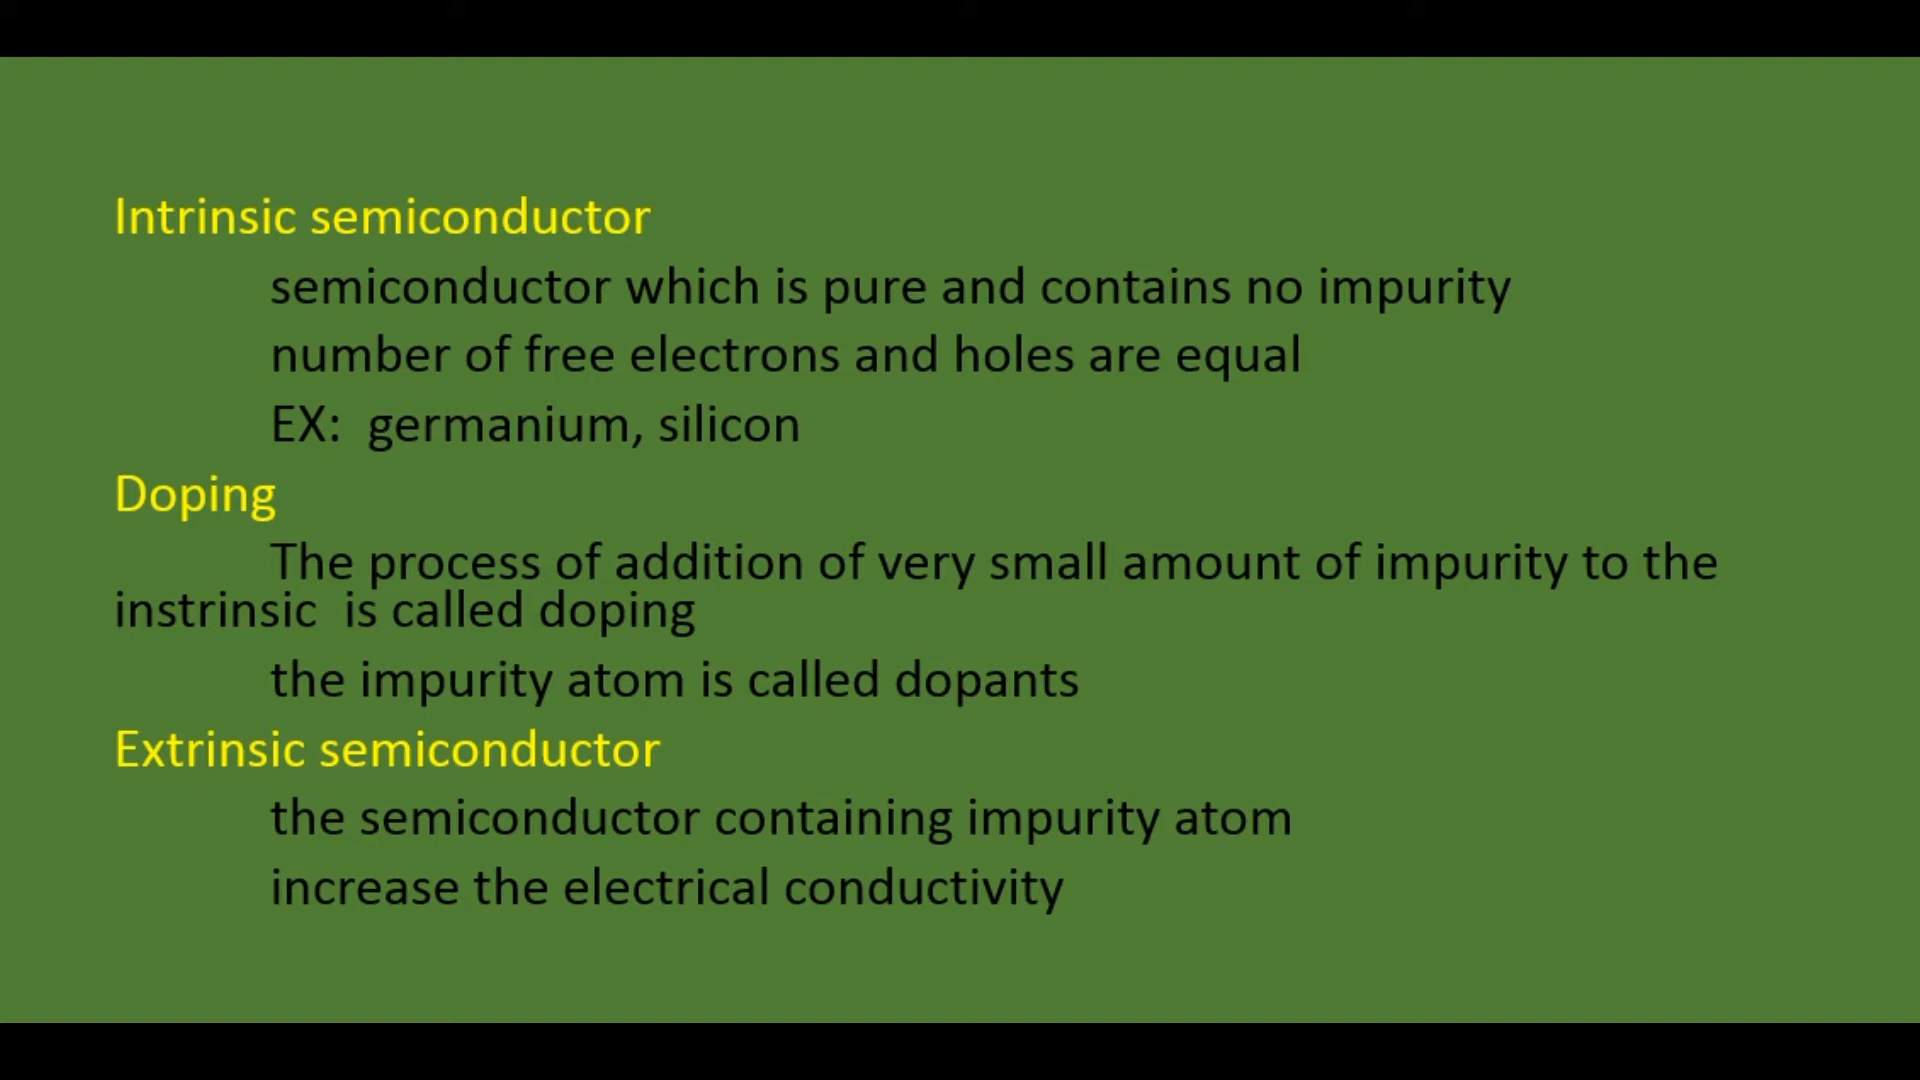 Intrinsic semiconductor
semiconductor which is pure and contains no impurity
number of free electrons and holes are equal
EX:  germanium, silicon
Doping
The process of addition of very small amount of impurity to the
instrinsic  is called doping
the impurity atom is called dopants
Extrinsic semiconductor
the semiconductor containing impurity atom
increase the electrical conductivity